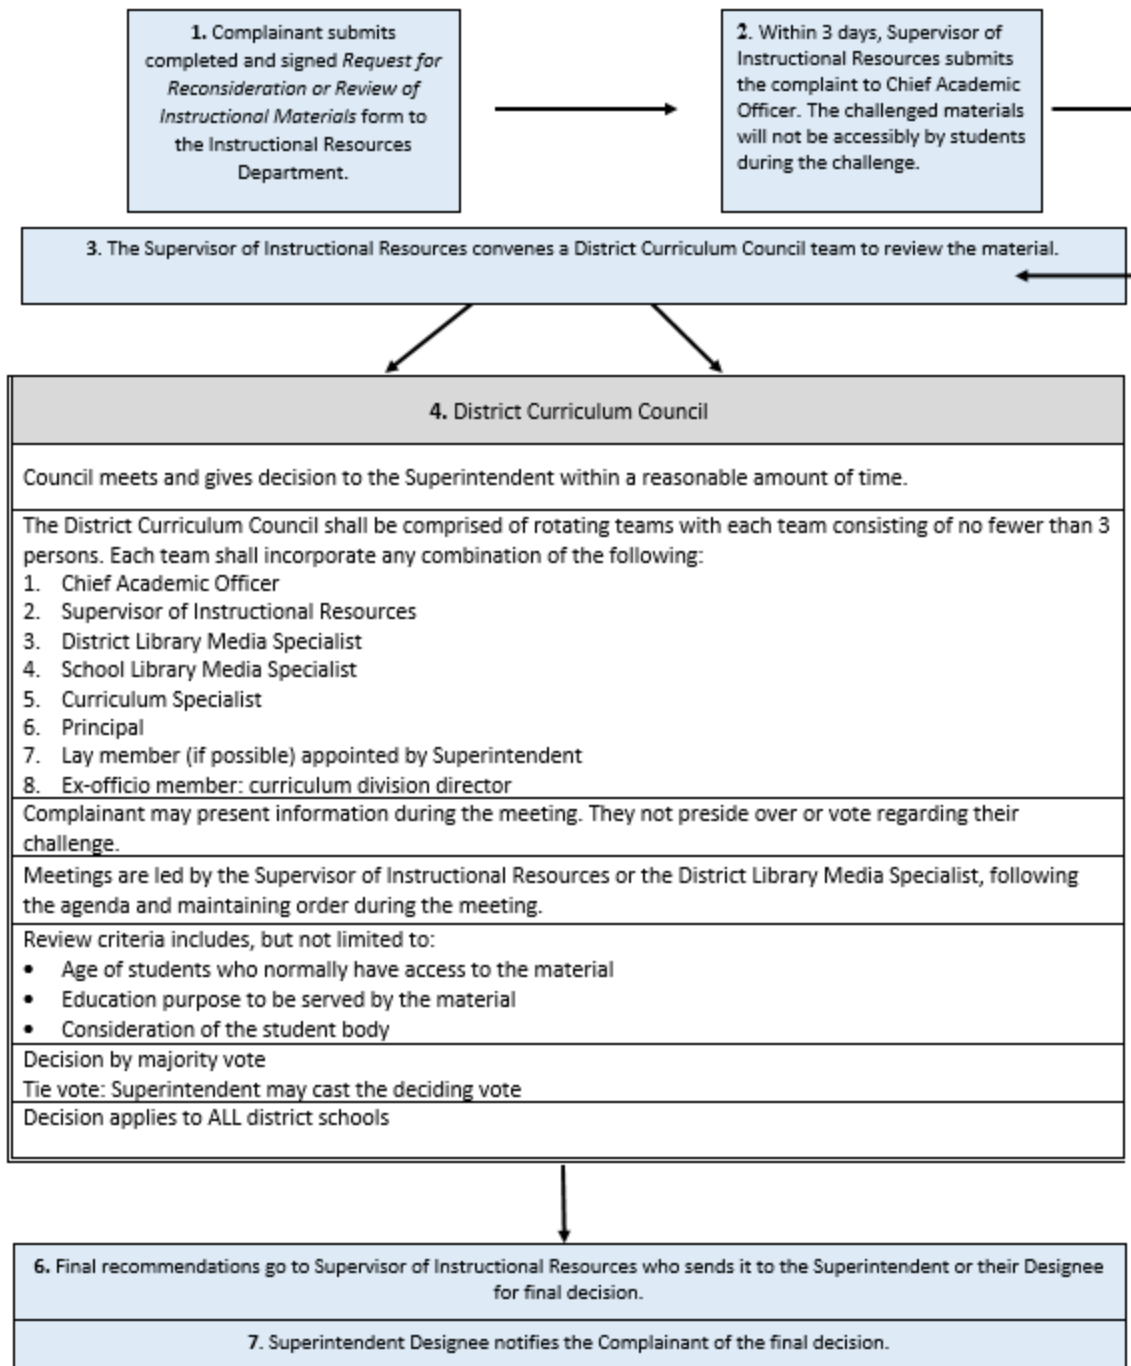 1. Complainant submits
completed and signed Request for
Reconsideration or Review of
Instructional Materials form to
the Instructional Resources
Department.
2. Within 3 days, Supervisor of
Instructional Resources submits
the complaint to Chief Academic
Officer. The challenged materials
will not be accessibly by students
during the challenge.
3. The Supervisor of Instructional Resources convenes a District Curriculum Council team to review the material.
4. District Curriculum Council
Council meets and gives decision to the Superintendent within a reasonable amount of time.
The District Curriculum Council shall be comprised of rotating teams with each team consisting of no fewer than 3
persons. Each team shall incorporate any combination of the following:
1. Chief Academic Officer
2. Supervisor of Instructional Resources
3. District Library Media Specialist
4. School Library Media Specialist
5. Curriculum Specialist
6. Principal
7. Lay member (if possible) appointed by Superintendent
8. Ex-officio member: curriculum division director
Complainant may present information during the meeting. They not preside over or vote regarding their
challenge.
Meetings are led by the Supervisor of Instructional Resources or the District Library Media Specialist, following
the agenda and maintaining order during the meeting.
Review criteria includes, but not limited to:
• Age of students who normally have access to the material
• Education purpose to be served by the material
• Consideration of the student body
Decision by majority vote
Tie vote: Superintendent may cast the deciding vote
Decision applies to ALL district schools
6. Final recommendations go to Supervisor of Instructional Resources who sends it to the Superintendent or their Designee
for final decision.
7. Superintendent Designee notifies the Complainant of the final decision.